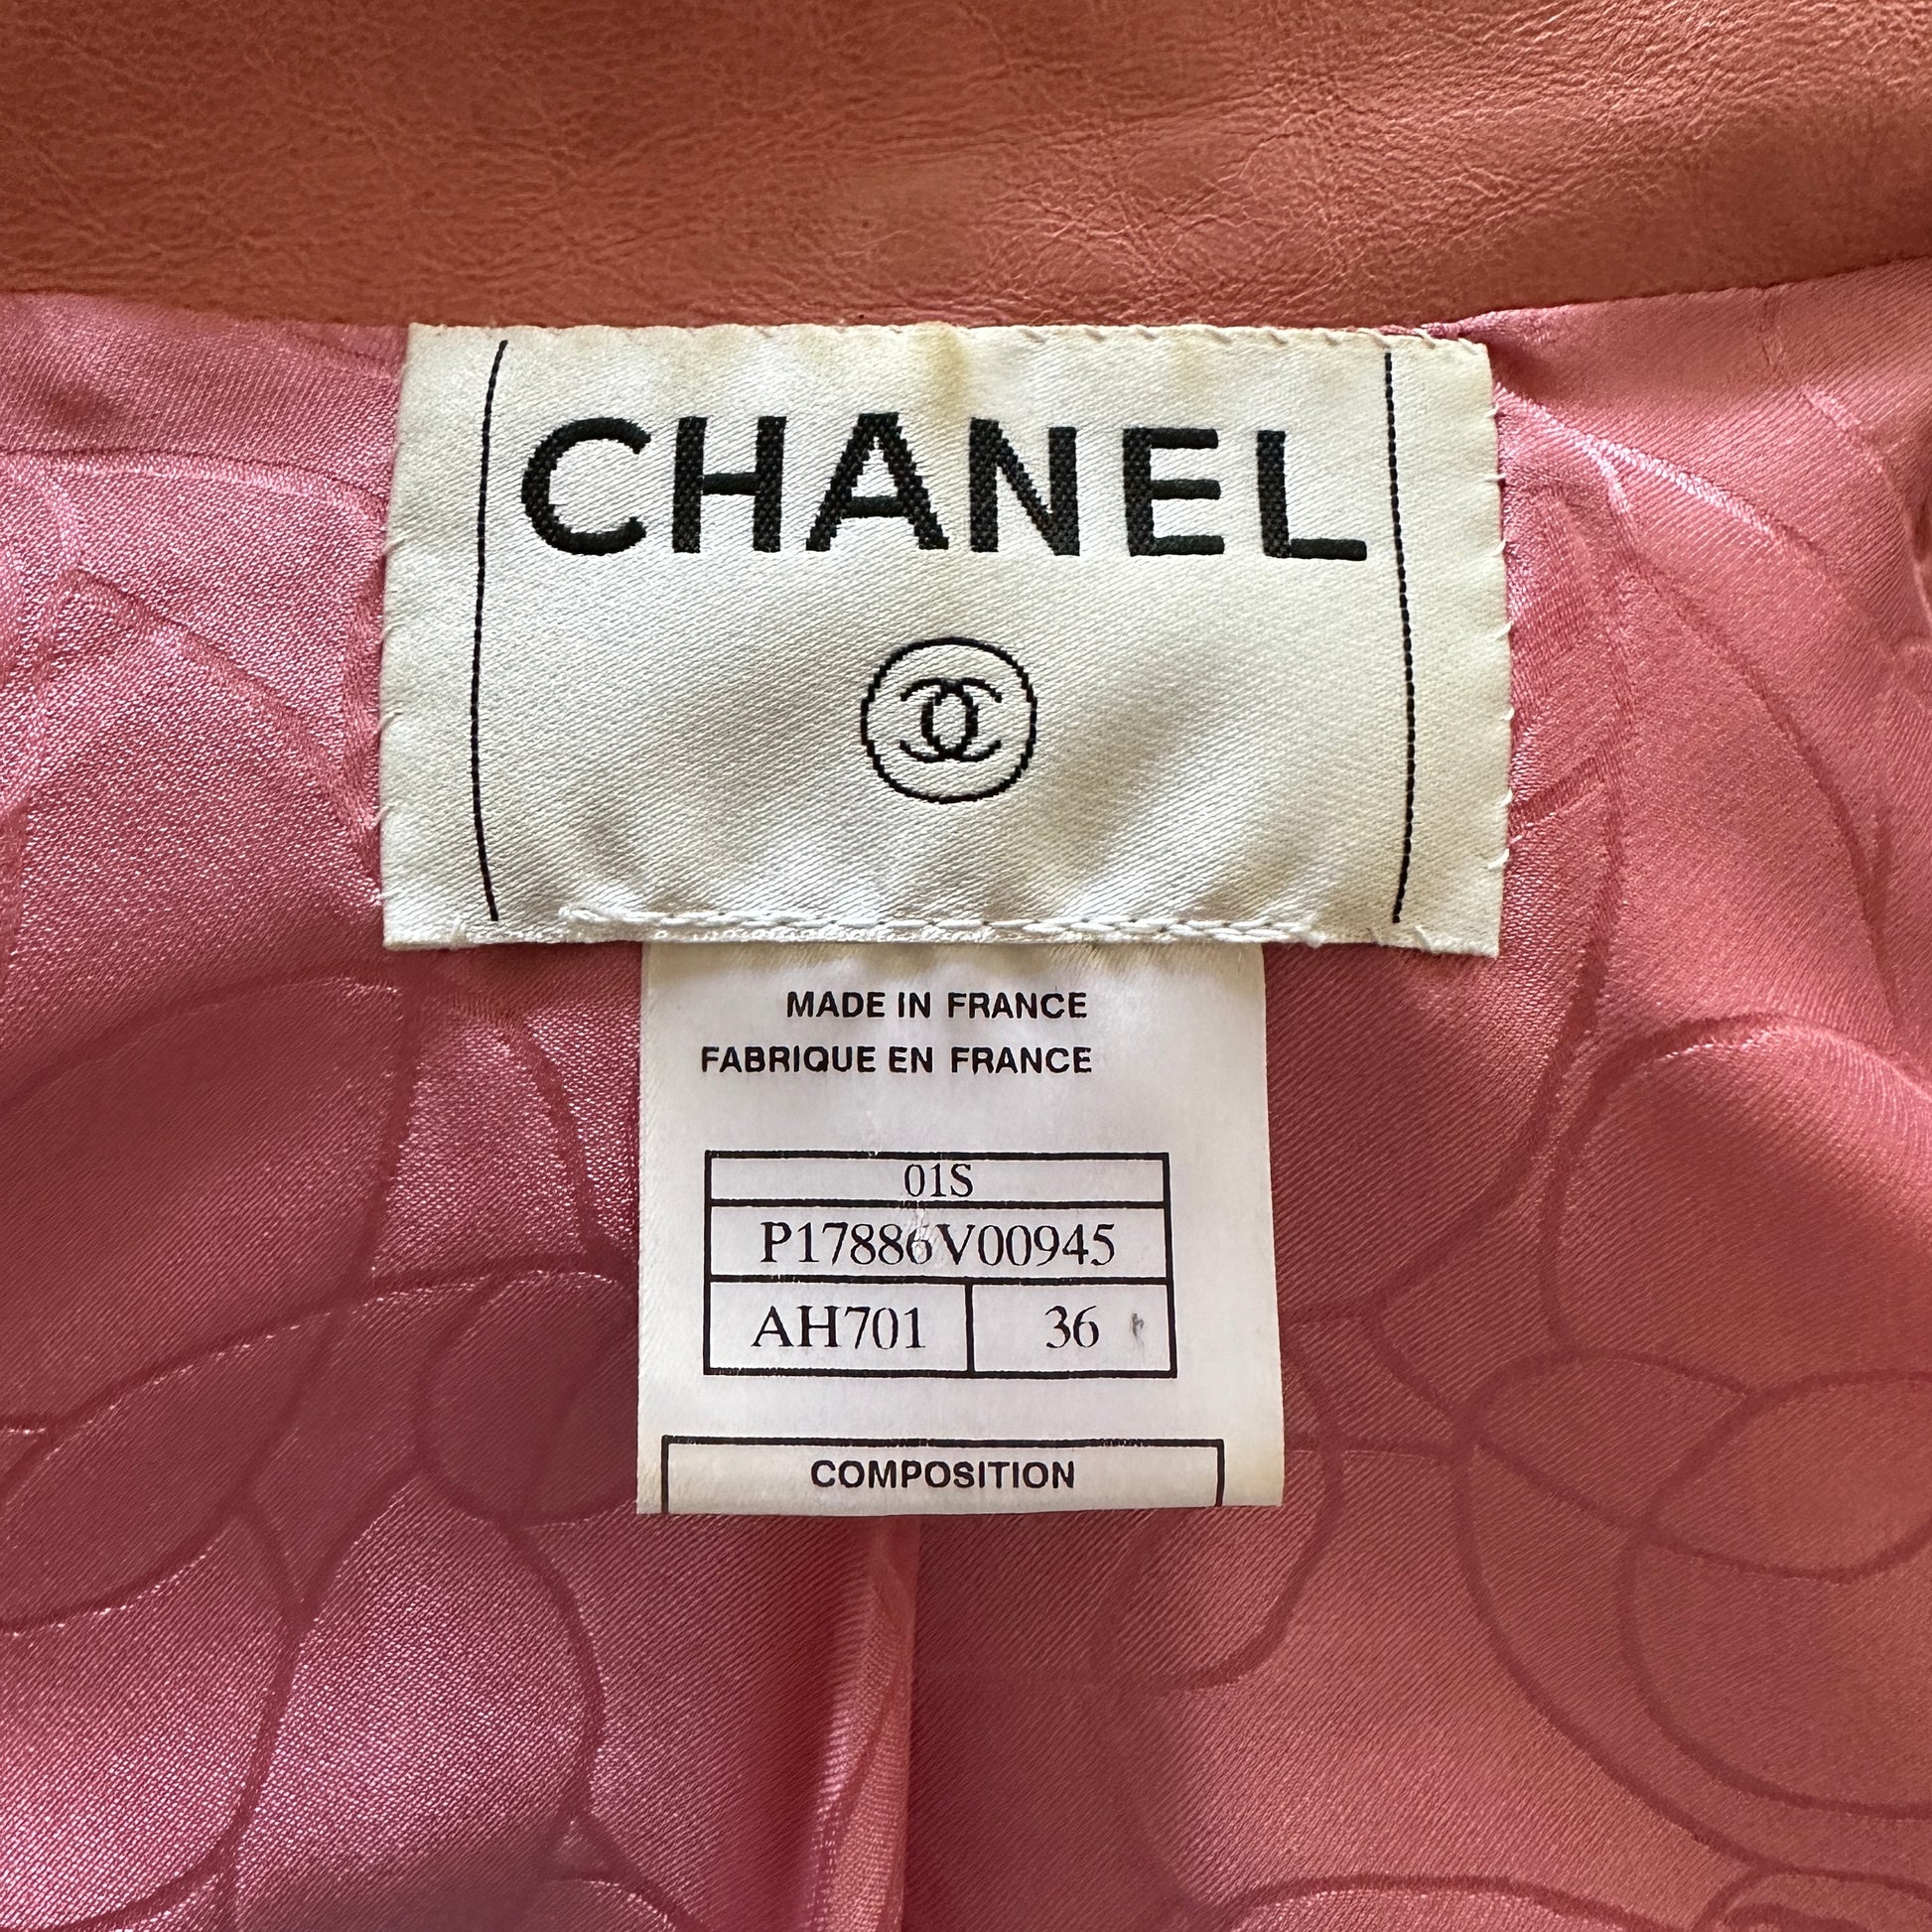 CHANEL
MADE IN FRANCE
FABRIQUE EN FRANCE
01S
P17886V00945
AH701 36
COMPOSITION